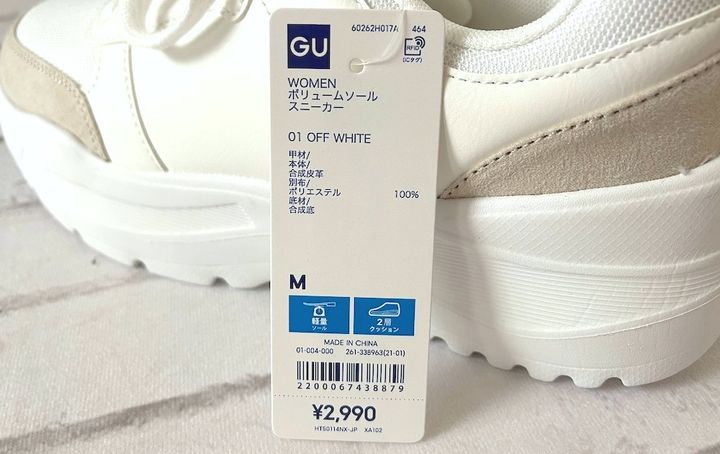 60262H017A 464
GU
RFID
(ICタグ)
WOMEN
ボリュームソール
スニーカー
01 OFF WHITE
甲材/
本体/
合成皮革
別布/
ポリエステル 100%
底材/
合成底
M
軽量
ソール
2層
クッション
MADE IN CHINA
01-004-000 261-338963(21-01)
2200067438879
¥2,990
HT50114NX-JP XA102